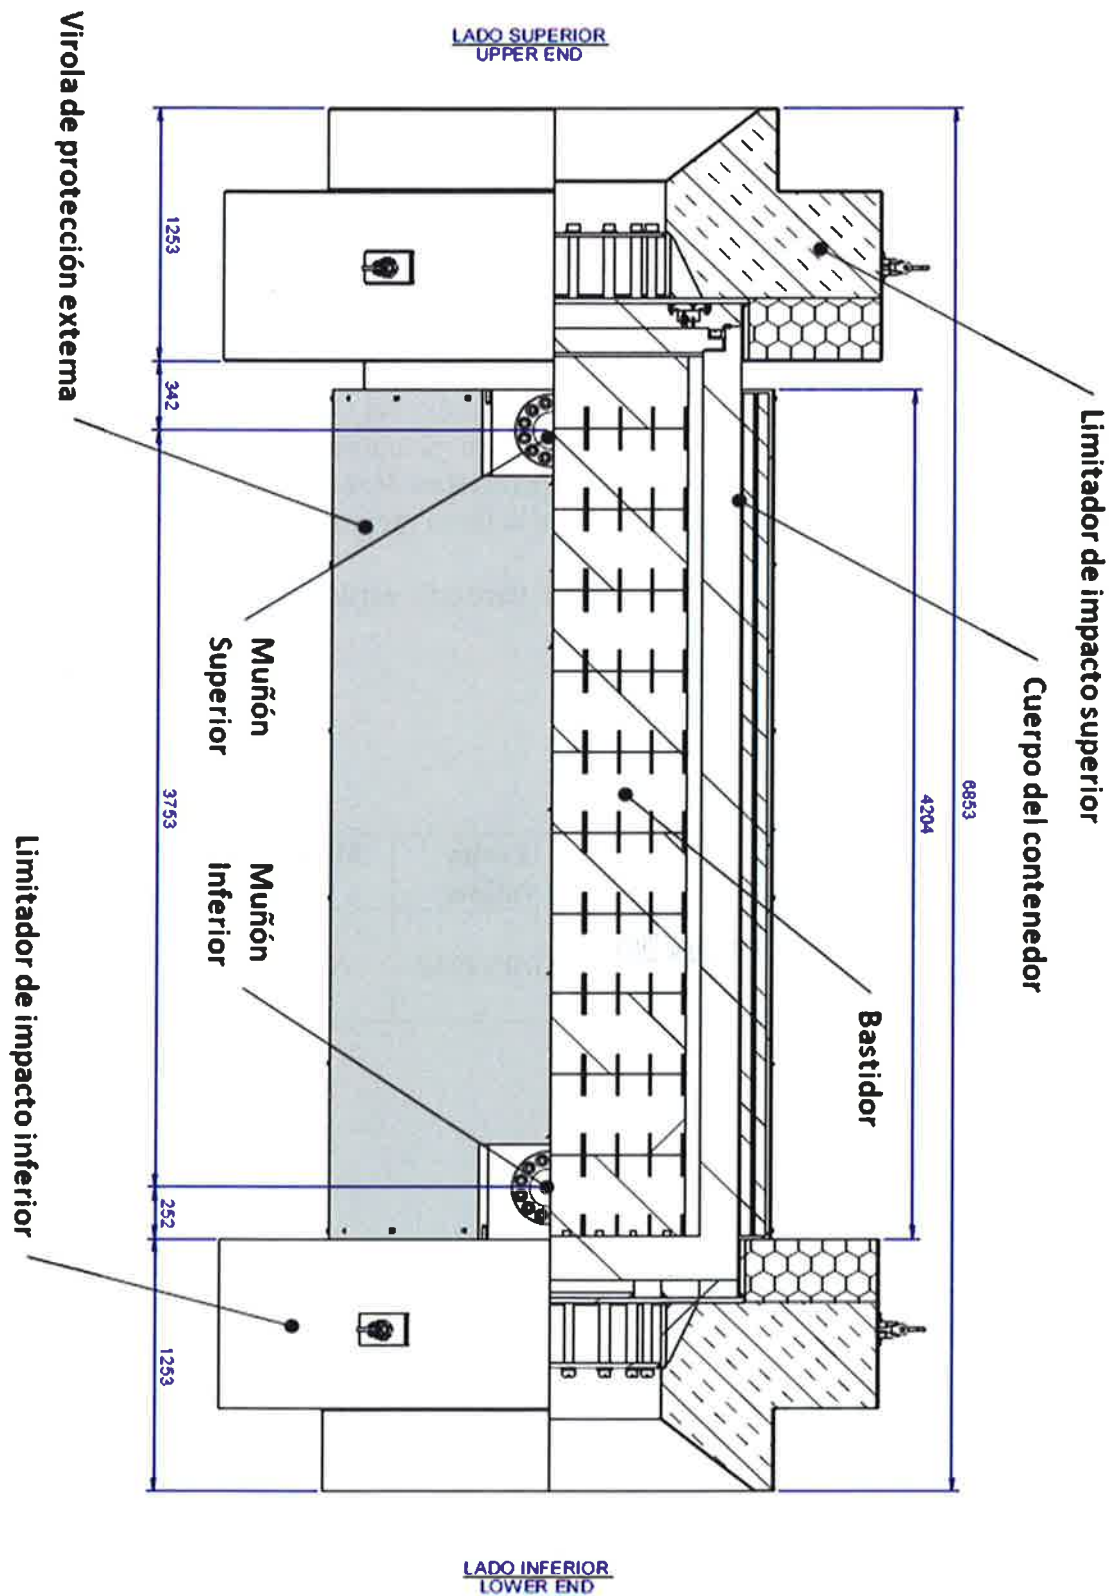 LADO SUPERIOR
UPPER END
Limitador de impacto superior
Cuerpo del contenedor
Bastidor
6853
4204
Virola de protección externa
Muñón
Superior
Muñón
Inferior
Limitador de impacto inferior
1253
342
3753
252
1253
LADO INFERIOR
LOWER END